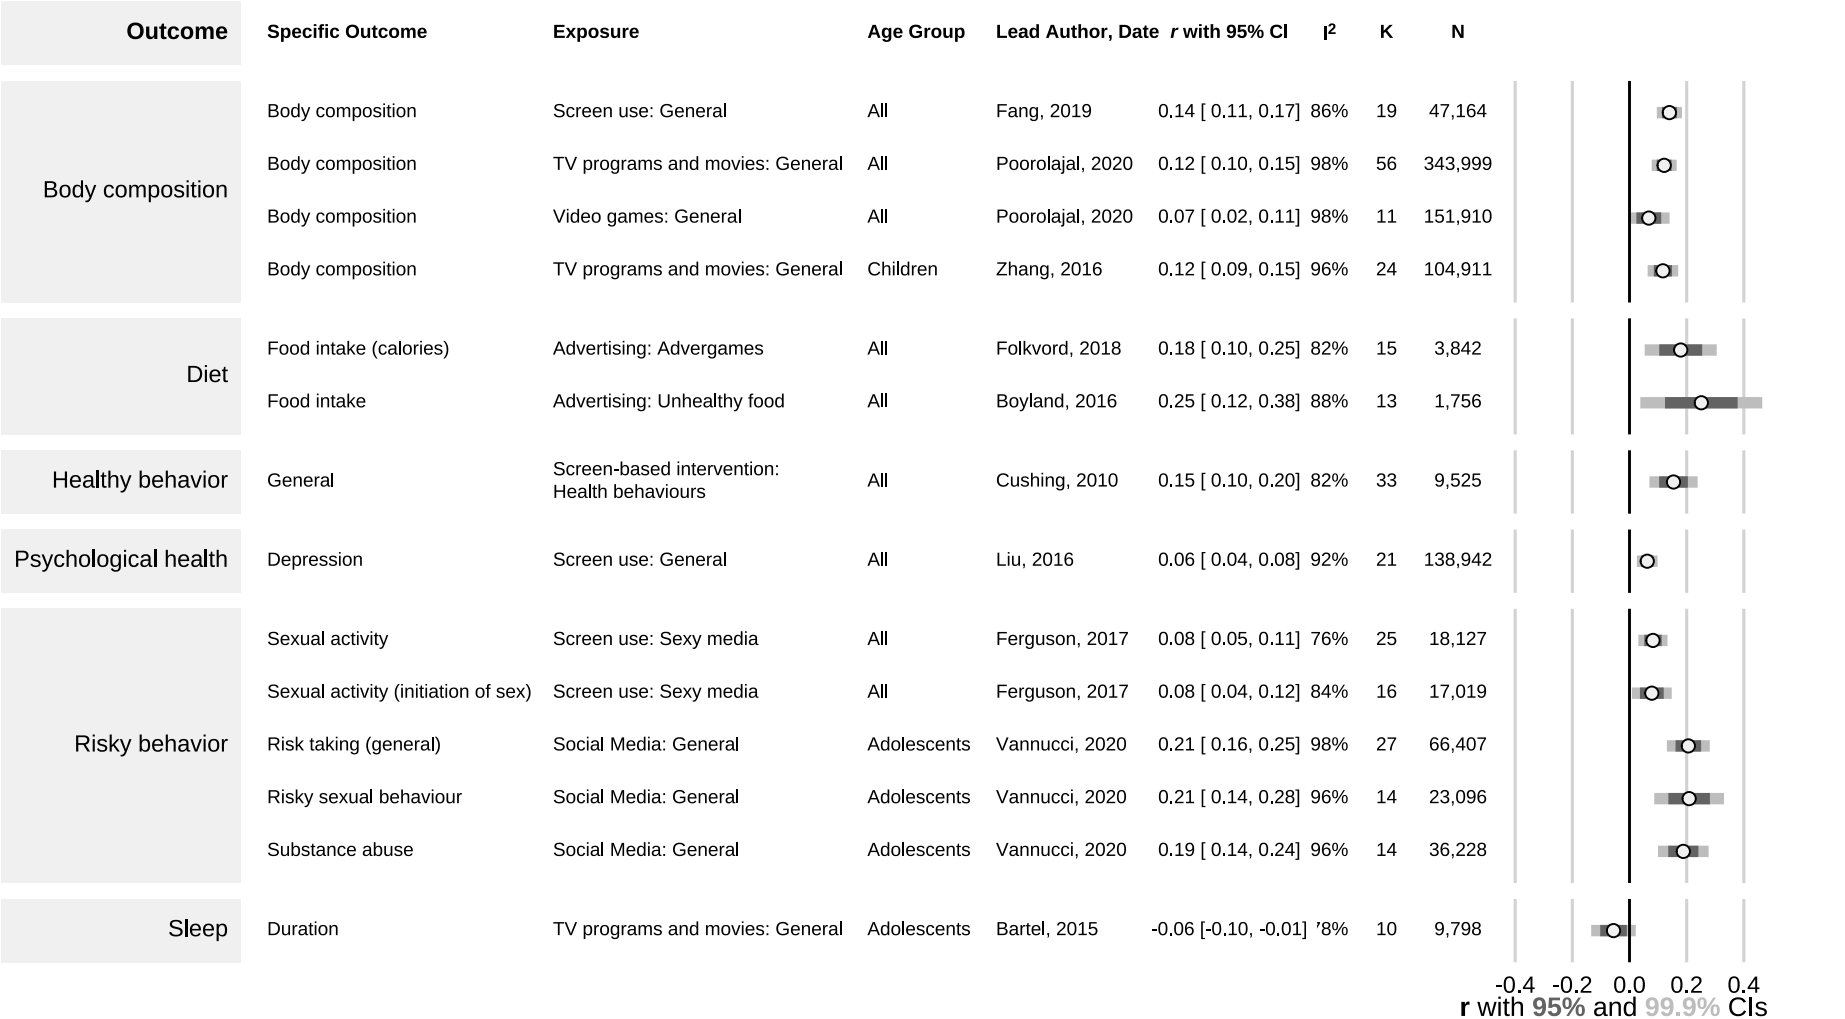 Outcome Specific Outcome Exposure Age Group Lead Author, Date r with 95% CI I² K N
Body composition
Body composition Screen use: General All Fang, 2019 0.14 [ 0.11, 0.17] 86% 19 47,164
Body composition TV programs and movies: General All Poorolajal, 2020 0.12 [ 0.10, 0.15] 98% 56 343,999
Body composition Video games: General All Poorolajal, 2020 0.07 [ 0.02, 0.11] 98% 11 151,910
Body composition TV programs and movies: General Children Zhang, 2016 0.12 [ 0.09, 0.15] 96% 24 104,911
Diet
Food intake (calories) Advertising: Advergames All Folkvord, 2018 0.18 [ 0.10, 0.25] 82% 15 3,842
Food intake Advertising: Unhealthy food All Boyland, 2016 0.25 [ 0.12, 0.38] 88% 13 1,756
Healthy behavior
General Screen-based intervention:
Health behaviours All Cushing, 2010 0.15 [ 0.10, 0.20] 82% 33 9,525
Psychological health
Depression Screen use: General All Liu, 2016 0.06 [ 0.04, 0.08] 92% 21 138,942
Risky behavior
Sexual activity Screen use: Sexy media All Ferguson, 2017 0.08 [ 0.05, 0.11] 76% 25 18,127
Sexual activity (initiation of sex) Screen use: Sexy media All Ferguson, 2017 0.08 [ 0.04, 0.12] 84% 16 17,019
Risk taking (general) Social Media: General Adolescents Vannucci, 2020 0.21 [ 0.16, 0.25] 98% 27 66,407
Risky sexual behaviour Social Media: General Adolescents Vannucci, 2020 0.21 [ 0.14, 0.28] 96% 14 23,096
Substance abuse Social Media: General Adolescents Vannucci, 2020 0.19 [ 0.14, 0.24] 96% 14 36,228
Sleep
Duration TV programs and movies: General Adolescents Bartel, 2015 -0.06 [-0.10, -0.01] 78% 10 9,798
-0.4 -0.2 0.0 0.2 0.4
r with 95% and 99.9% CIs